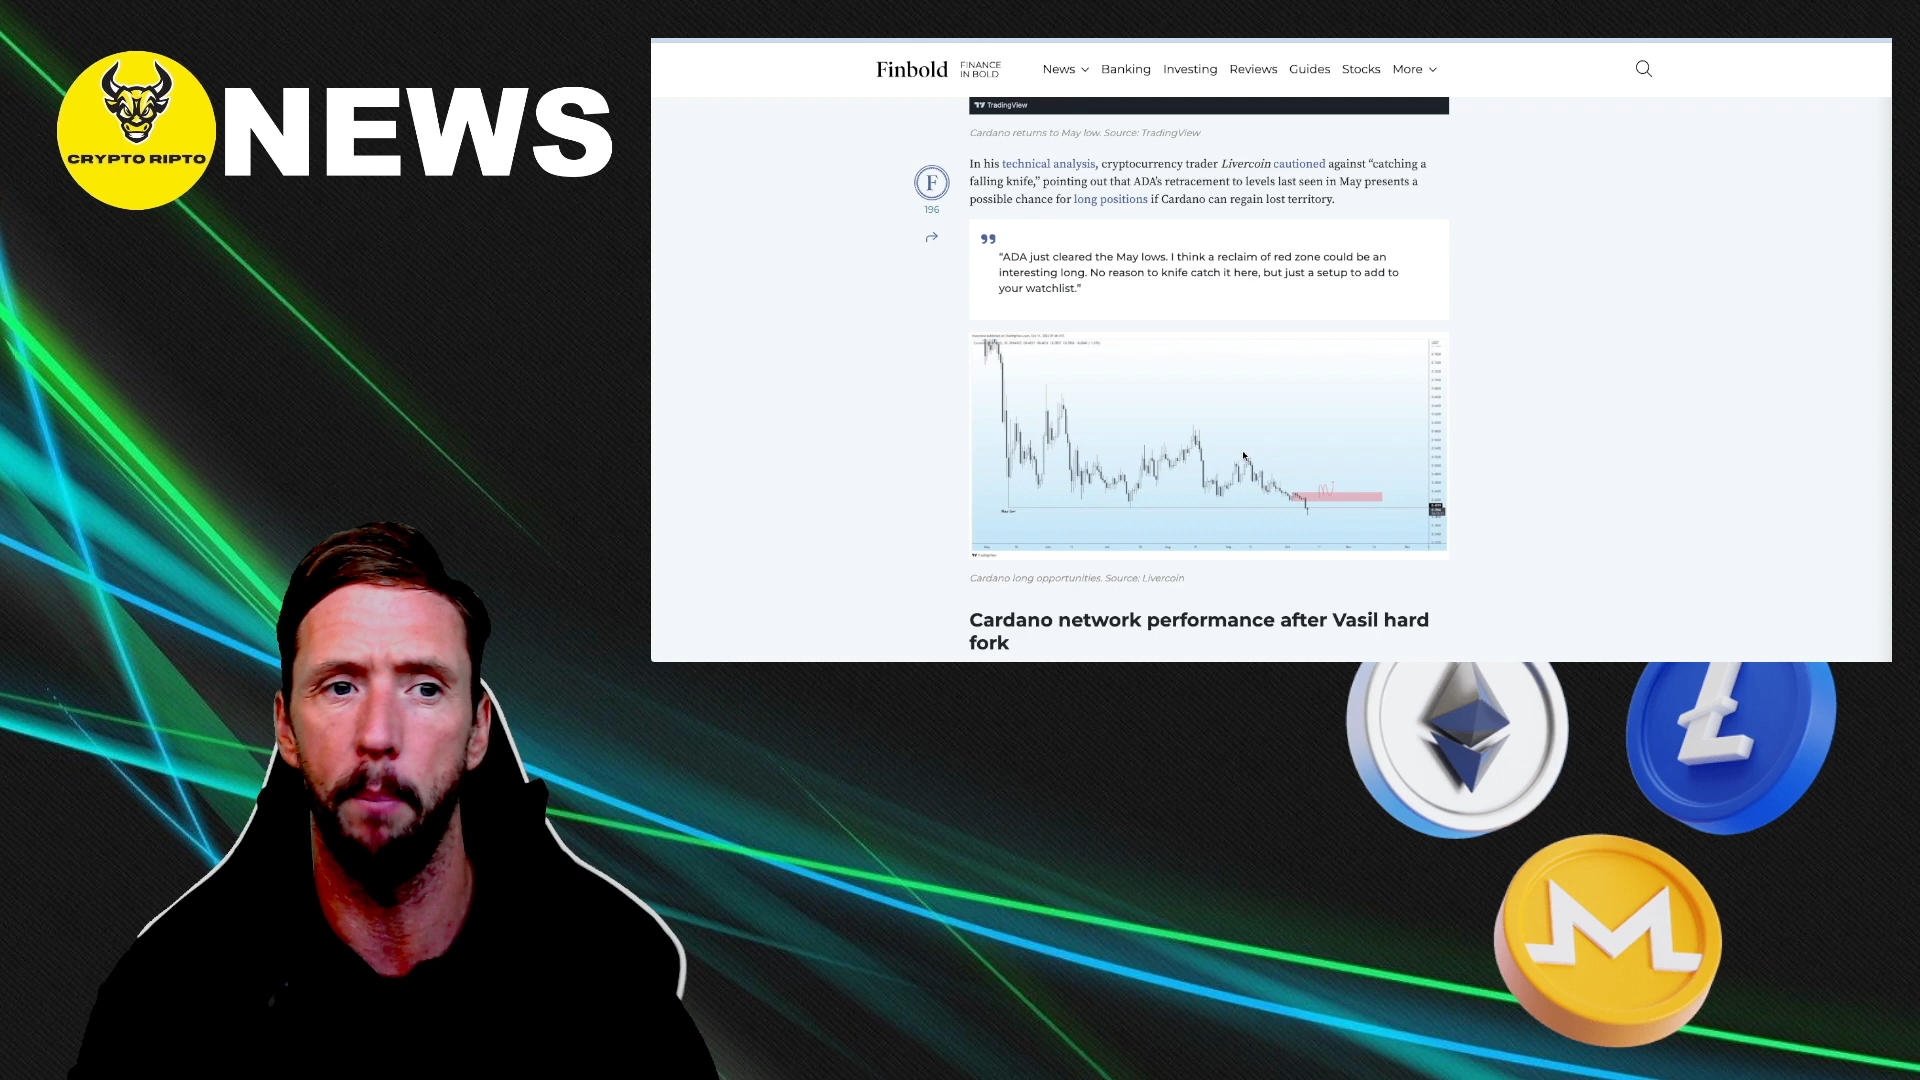 CRYPTO RIPTO
NEWS
Finbold
FINANCE
IN BOLD
News Banking Investing Reviews Guides Stocks More
TradingView
Cardano returns to May low. Source: TradingView
In his technical analysis, cryptocurrency trader Livercoin cautioned against “catching a
falling knife,” pointing out that ADA’s retracement to levels last seen in May presents a
possible chance for long positions if Cardano can regain lost territory.
F
196
“ADA just cleared the May lows. I think a reclaim of red zone could be an
interesting long. No reason to knife catch it here, but just a setup to add to
your watchlist.”
May low
TradingView
Cardano long opportunities. Source: Livercoin
Cardano network performance after Vasil hard
fork